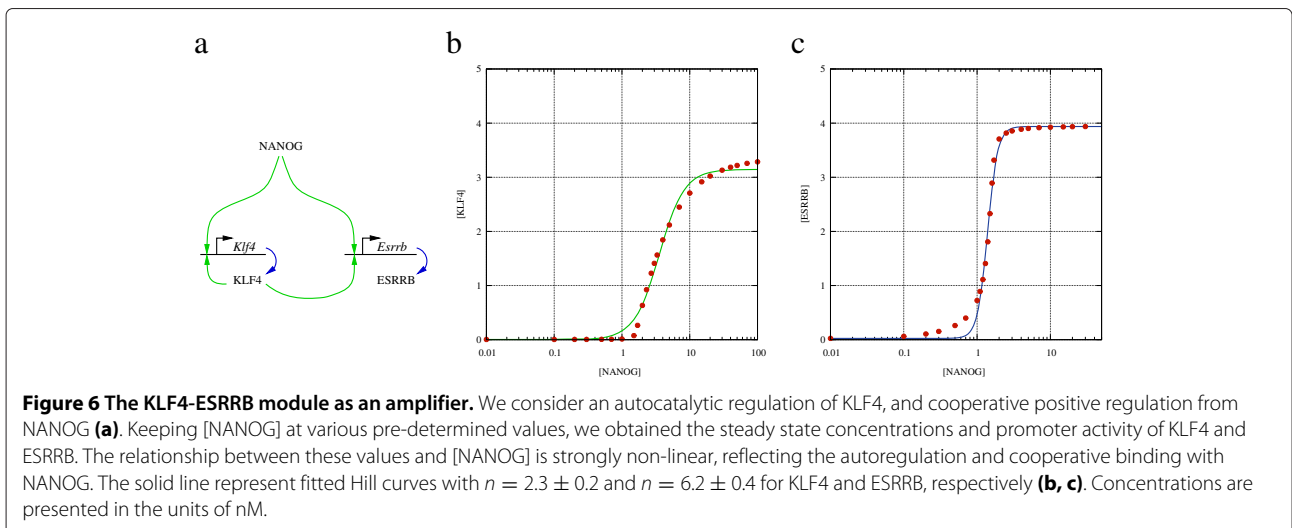 a
b
c
NANOG
Klf4
Esrrb
KLF4
ESRRB
5
4
3
2
1
0
[KLF4]
0.01
0.1
1
10
100
[NANOG]
5
4
3
2
1
0
[ESRRB]
0.01
0.1
1
10
[NANOG]
Figure 6 The KLF4-ESRRB module as an amplifier. We consider an autocatalytic regulation of KLF4, and cooperative positive regulation from
NANOG (a). Keeping [NANOG] at various pre-determined values, we obtained the steady state concentrations and promoter activity of KLF4 and
ESRRB. The relationship between these values and [NANOG] is strongly non-linear, reflecting the autoregulation and cooperative binding with
NANOG. The solid line represent fitted Hill curves with n = 2.3 ± 0.2 and n = 6.2 ± 0.4 for KLF4 and ESRRB, respectively (b, c). Concentrations are
presented in the units of nM.